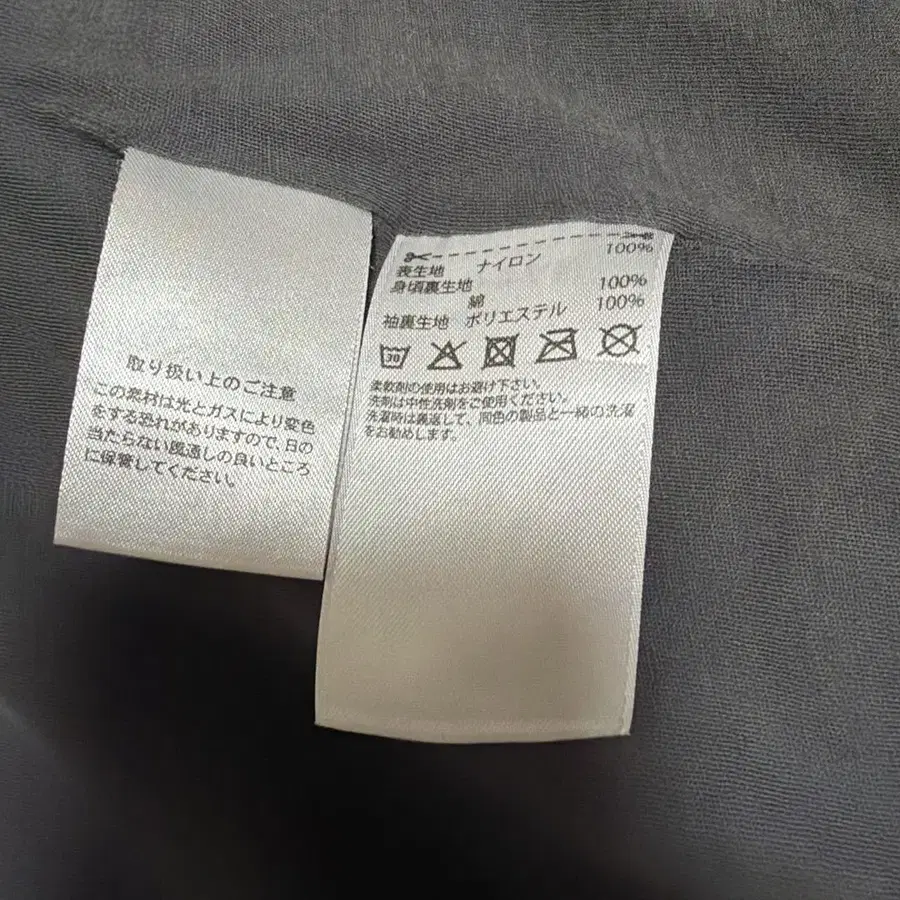 取り扱い上のご注意
この素材は光とガスにより変色
をする恐れがありますので、日の
当たらない風通しの良いところ
に保管してください。
表生地 ナイロン 100%
身頃裏生地
綿 100%
袖裏生地 ポリエステル 100%
30
柔軟剤の使用はお避け下さい。
洗剤は中性洗剤をご使用ください。
洗濯時は裏返して、同色の製品と一緒の洗濯
をお勧めします。